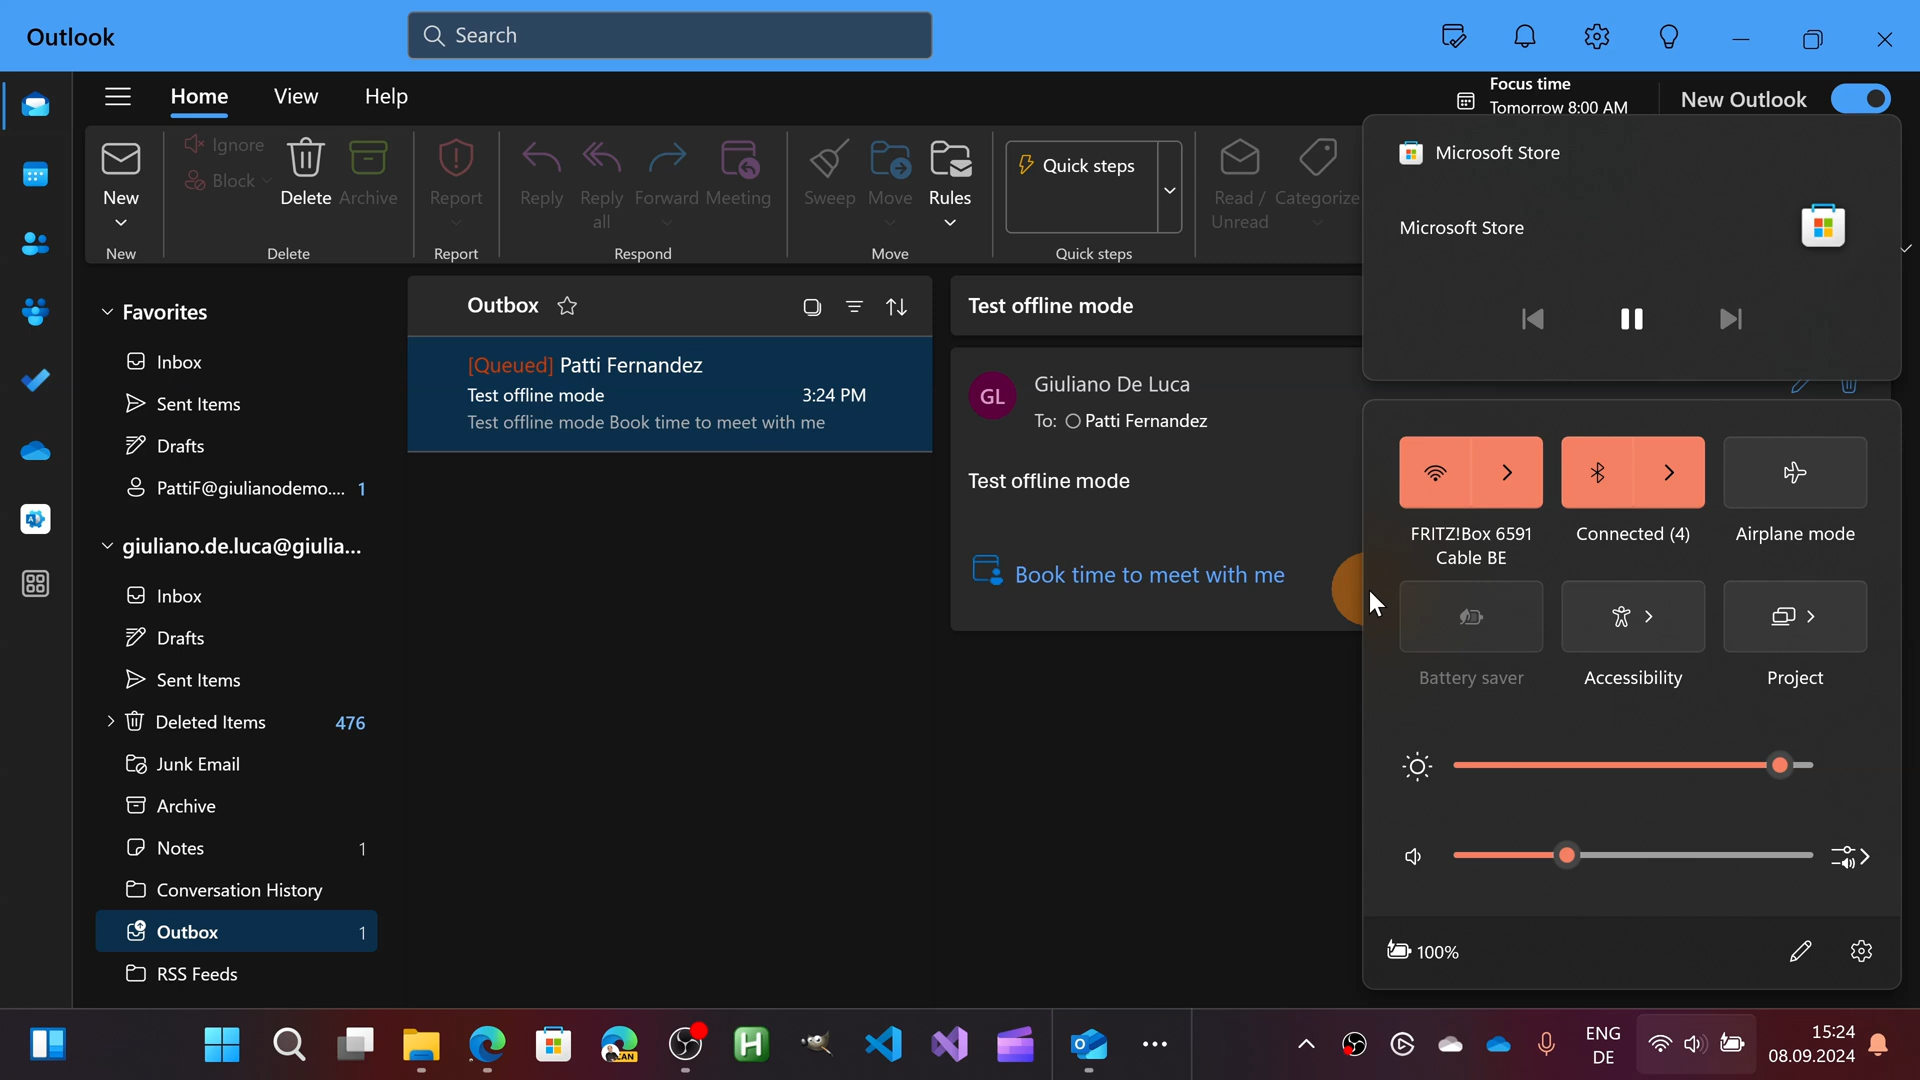 Outlook
Search
Home View Help
Focus time
Tomorrow 8:00 AM
New Outlook
New
New
Ignore
Block
Delete
Archive
Delete
Report
Report
Reply
Reply
all
Forward
Meeting
Respond
Sweep
Move
Rules
Move
Quick steps
Quick steps
Read /
Unread
Categorize
Favorites
Inbox
Sent Items
Drafts
PattiF@giulianodemo.... 1
giuliano.de.luca@giulia...
Inbox
Drafts
Sent Items
Deleted Items 476
Junk Email
Archive
Notes 1
Conversation History
Outbox 1
RSS Feeds
Outbox
[Queued] Patti Fernandez
Test offline mode 3:24 PM
Test offline mode Book time to meet with me
Test offline mode
GL
Giuliano De Luca
To: Patti Fernandez
Test offline mode
Book time to meet with me
Microsoft Store
Microsoft Store
FRITZ!Box 6591
Cable BE
Connected (4)
Airplane mode
Battery saver
Accessibility
Project
100%
CAN
ENG
DE
15:24
08.09.2024